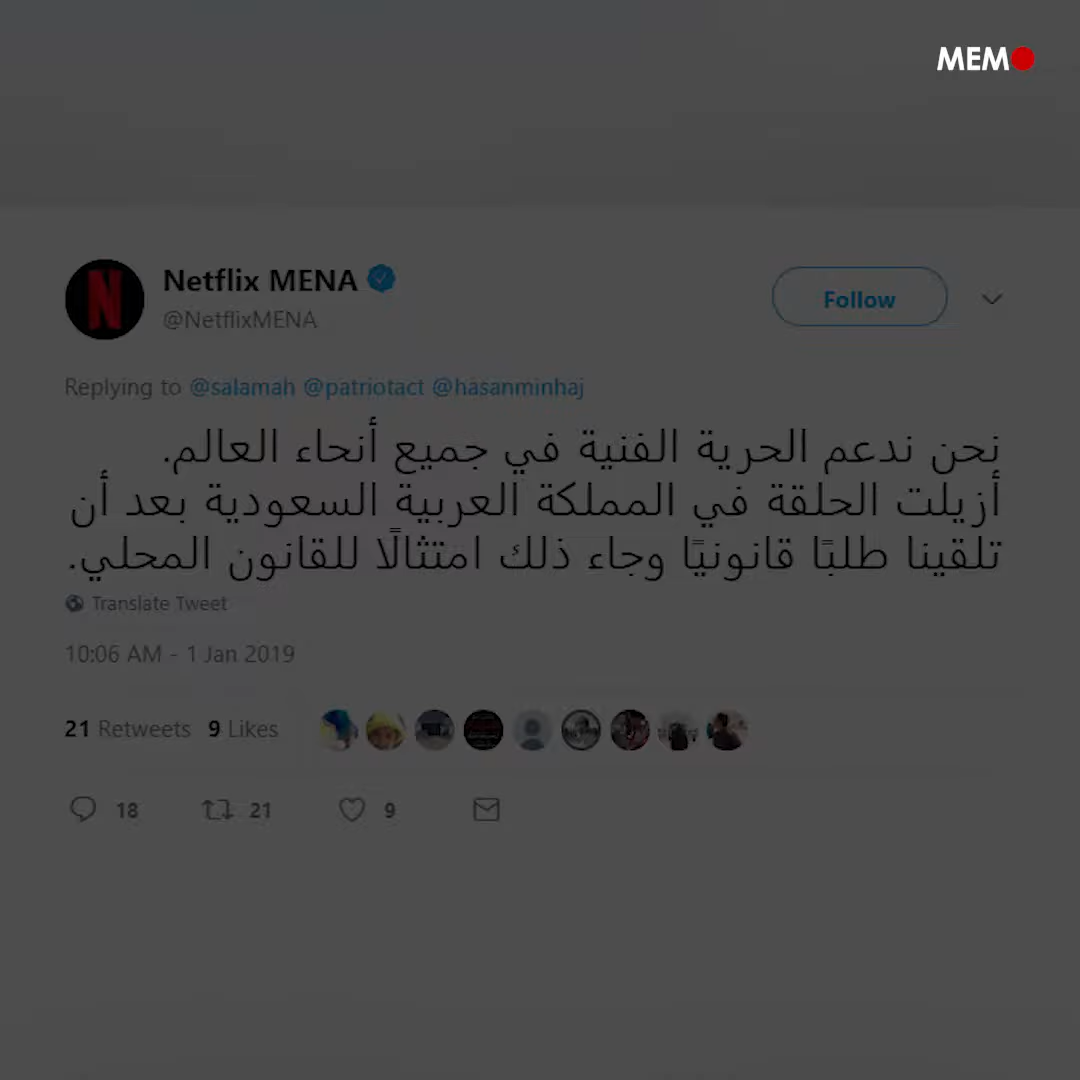 MEMO
Netflix MENA
@NetflixMENA
Follow
Replying to @salamah @patriotact @hasanminhaj
نحن ندعم الحرية الفنية في جميع أنحاء العالم.
أزيلت الحلقة في المملكة العربية السعودية بعد أن
تلقينا طلبًا قانونيًا وجاء ذلك امتثالًا للقانون المحلي.
Translate Tweet
10:06 AM - 1 Jan 2019
21 Retweets 9 Likes
18 21 9